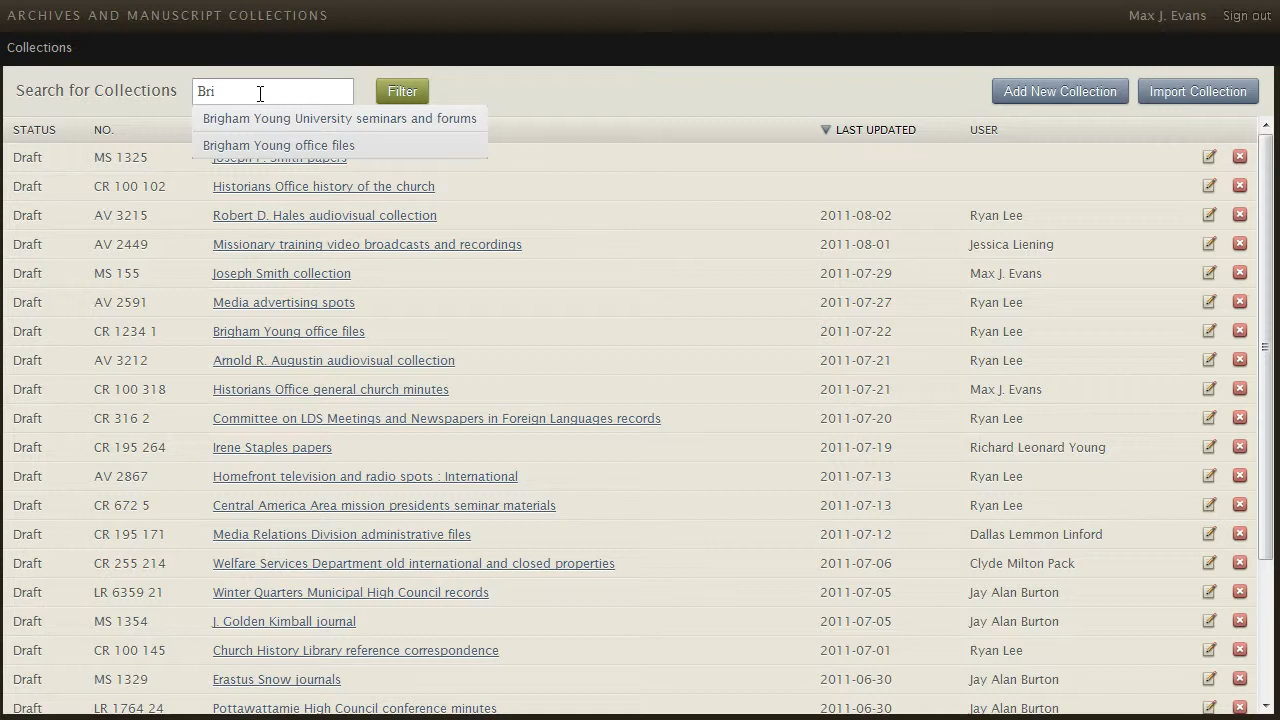 ARCHIVES AND MANUSCRIPT COLLECTIONS Max J. Evans Sign out
Collections
Search for Collections Bri Filter Add New Collection Import Collection
Brigham Young University seminars and forums
STATUS NO. LAST UPDATED USER
Brigham Young office files
Draft MS 1325 Joseph F. Smith papers
Draft CR 100 102 Historians Office history of the church
Draft AV 3215 Robert D. Hales audiovisual collection 2011-08-02 Ryan Lee
Draft AV 2449 Missionary training video broadcasts and recordings 2011-08-01 Jessica Liening
Draft MS 155 Joseph Smith collection 2011-07-29 Max J. Evans
Draft AV 2591 Media advertising spots 2011-07-27 Ryan Lee
Draft CR 1234 1 Brigham Young office files 2011-07-22 Ryan Lee
Draft AV 3212 Arnold R. Augustin audiovisual collection 2011-07-21 Ryan Lee
Draft CR 100 318 Historians Office general church minutes 2011-07-21 Max J. Evans
Draft CR 316 2 Committee on LDS Meetings and Newspapers in Foreign Languages records 2011-07-20 Ryan Lee
Draft CR 195 264 Irene Staples papers 2011-07-19 Richard Leonard Young
Draft AV 2867 Homefront television and radio spots : International 2011-07-13 Ryan Lee
Draft CR 672 5 Central America Area mission presidents seminar materials 2011-07-13 Ryan Lee
Draft CR 195 171 Media Relations Division administrative files 2011-07-12 Dallas Lemmon Linford
Draft CR 255 214 Welfare Services Department old international and closed properties 2011-07-06 Clyde Milton Pack
Draft LR 6359 21 Winter Quarters Municipal High Council records 2011-07-05 Jay Alan Burton
Draft MS 1354 J. Golden Kimball journal 2011-07-05 Jay Alan Burton
Draft CR 100 145 Church History Library reference correspondence 2011-07-01 Ryan Lee
Draft MS 1329 Erastus Snow journals 2011-06-30 Jay Alan Burton
Draft LR 1764 24 Pottawattamie High Council conference minutes 2011-06-30 Jay Alan Burton